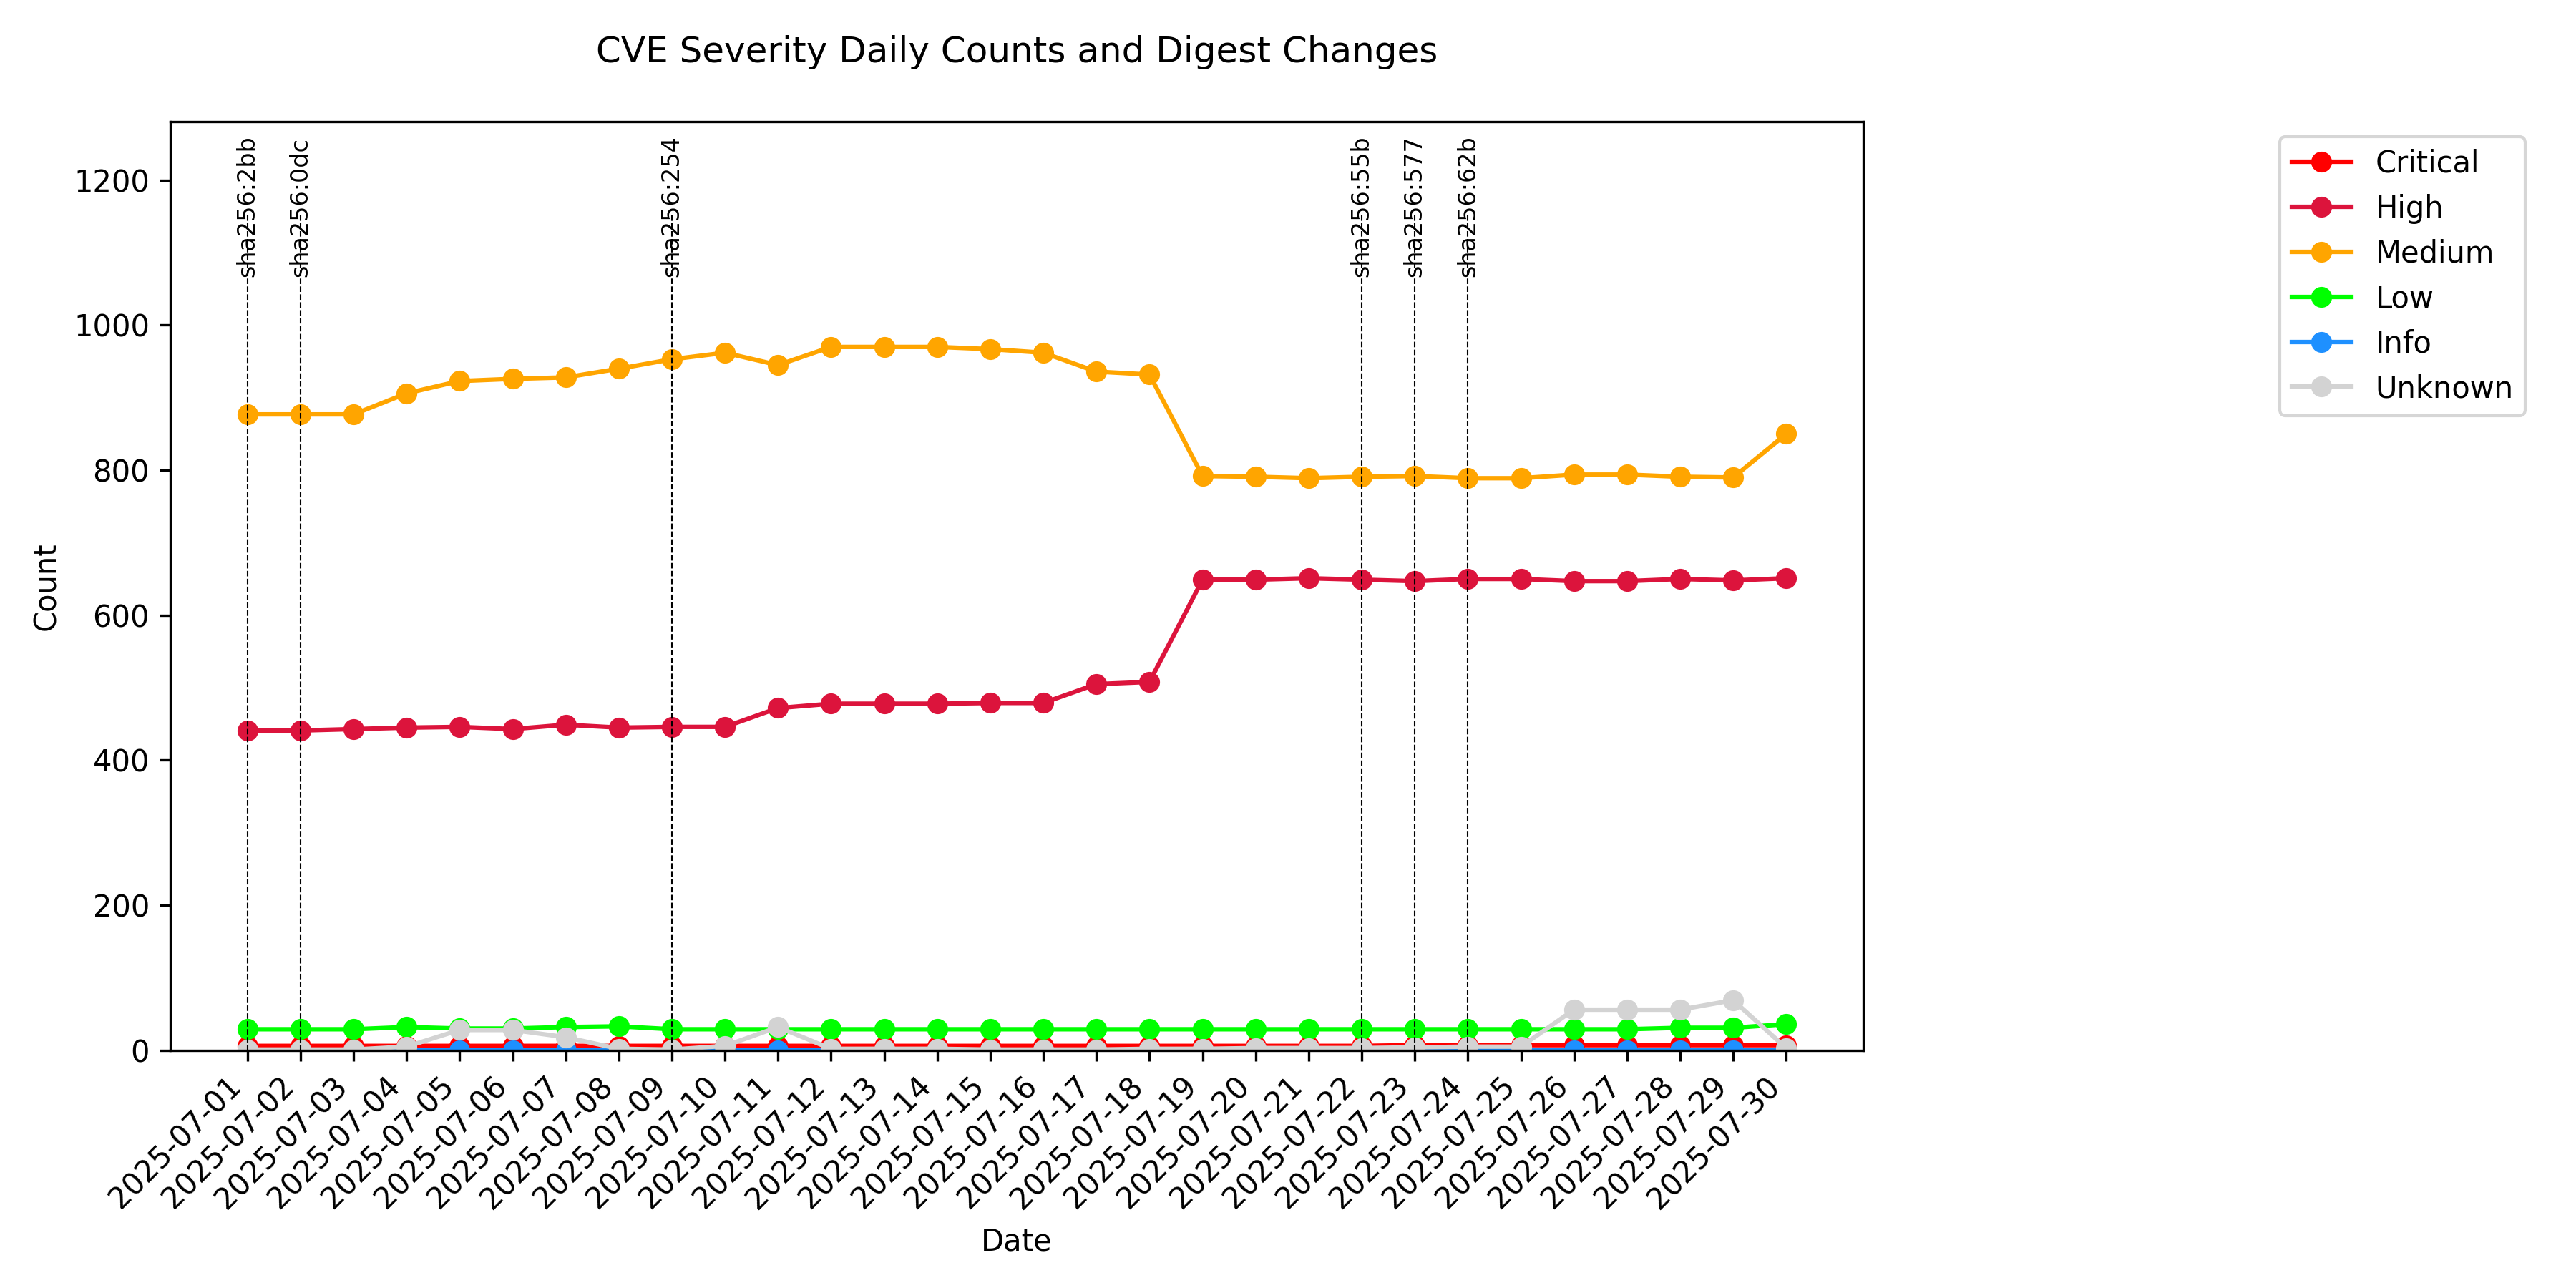 CVE Severity Daily Counts and Digest Changes
sha256:2bb
sha256:0dc
sha256:254
sha256:55b
sha256:577
sha256:62b
Critical
High
Medium
Low
Info
Unknown
1200
1000
800
600
400
200
0
Count
2025-07-01
2025-07-02
2025-07-03
2025-07-04
2025-07-05
2025-07-06
2025-07-07
2025-07-08
2025-07-09
2025-07-10
2025-07-11
2025-07-12
2025-07-13
2025-07-14
2025-07-15
2025-07-16
2025-07-17
2025-07-18
2025-07-19
2025-07-20
2025-07-21
2025-07-22
2025-07-23
2025-07-24
2025-07-25
2025-07-26
2025-07-27
2025-07-28
2025-07-29
2025-07-30
Date